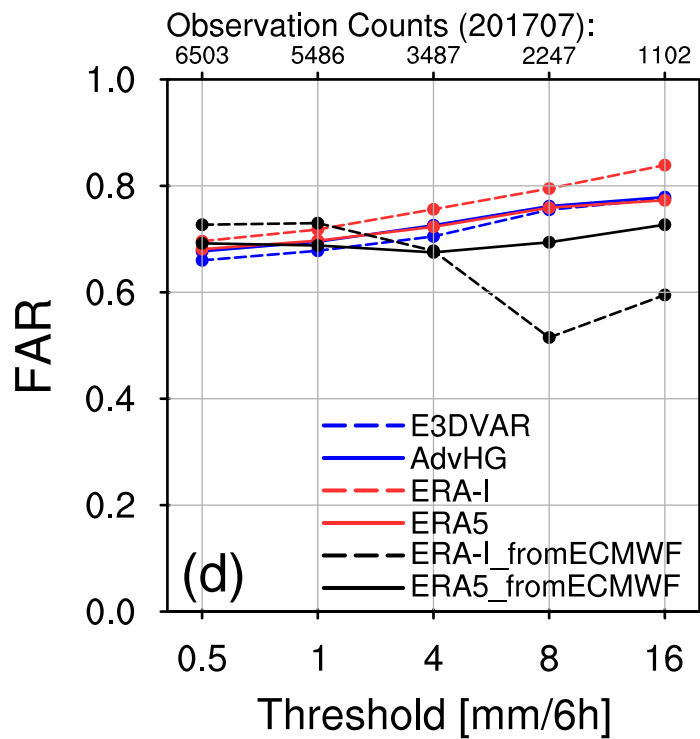 Observation Counts (201707):
6503 5486 3487 2247 1102
1.0
0.8
0.6
0.4
0.2
0.0
FAR
E3DVAR
AdvHG
ERA-I
ERA5
ERA-I_fromECMWF
ERA5_fromECMWF
(d)
0.5 1 4 8 16
Threshold [mm/6h]